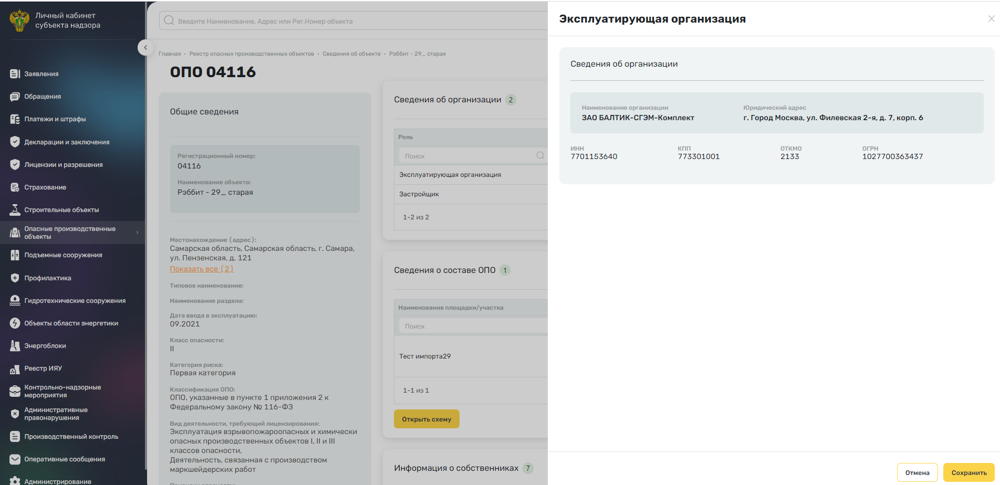 Личный кабинет
субъекта надзора
Заявления
Обращения
Платежи и штрафы
Декларации и заключения
Лицензии и разрешения
Страхование
Строительные объекты
Опасные производственные
объекты
Подъемные сооружения
Профилактика
Гидротехнические сооружения
Объекты области энергетики
Энергоблоки
Реестр ИЯУ
Контрольно-надзорные
мероприятия
Административные
правонарушения
Производственный контроль
Оперативные сообщения
Администрирование
Введите Наименование, Адрес или Рег.Номер объекта
Главная • Реестр опасных производственных объектов • Сведения об объекте • Рэббит - 29_ старая
ОПО 04116
Общие сведения
Регистрационный номер:
04116
Наименование объекта:
Рэббит - 29_ старая
Местонахождение (адрес):
Самарская область, Самарская область, г. Самара,
ул. Пензенская, д. 121
Показать все (2)
Типовое наименование:
Наименование раздела:
Дата ввода в эксплуатацию:
09.2021
Класс опасности:
II
Категория риска:
Первая категория
Классификация ОПО:
ОПО, указанные в пункте 1 приложения 2 к
Федеральному закону № 116-ФЗ
Вид деятельности, требующий лицензирования:
Эксплуатация взрывопожароопасных и химически
опасных производственных объектов I, II и III
классов опасности,
Деятельность, связанная с производством
маркшейдерских работ
Сведения об организации 2
Роль
Поиск
Эксплуатирующая организация
Застройщик
1-2 из 2
Сведения о составе ОПО 1
Наименование площадки/участка
Поиск
Тест импорта29
1-1 из 1
Открыть схему
Информация о собственниках 7
Эксплуатирующая организация
Сведения об организации
Наименование организации
ЗАО БАЛТИК-СГЭМ-Комплект
Юридический адрес
г. Город Москва, ул. Филевская 2-я, д. 7, корп. 6
ИНН
7701153640
КПП
773301001
ОТКМО
2133
ОГРН
1027700363437
Отмена
Сохранить